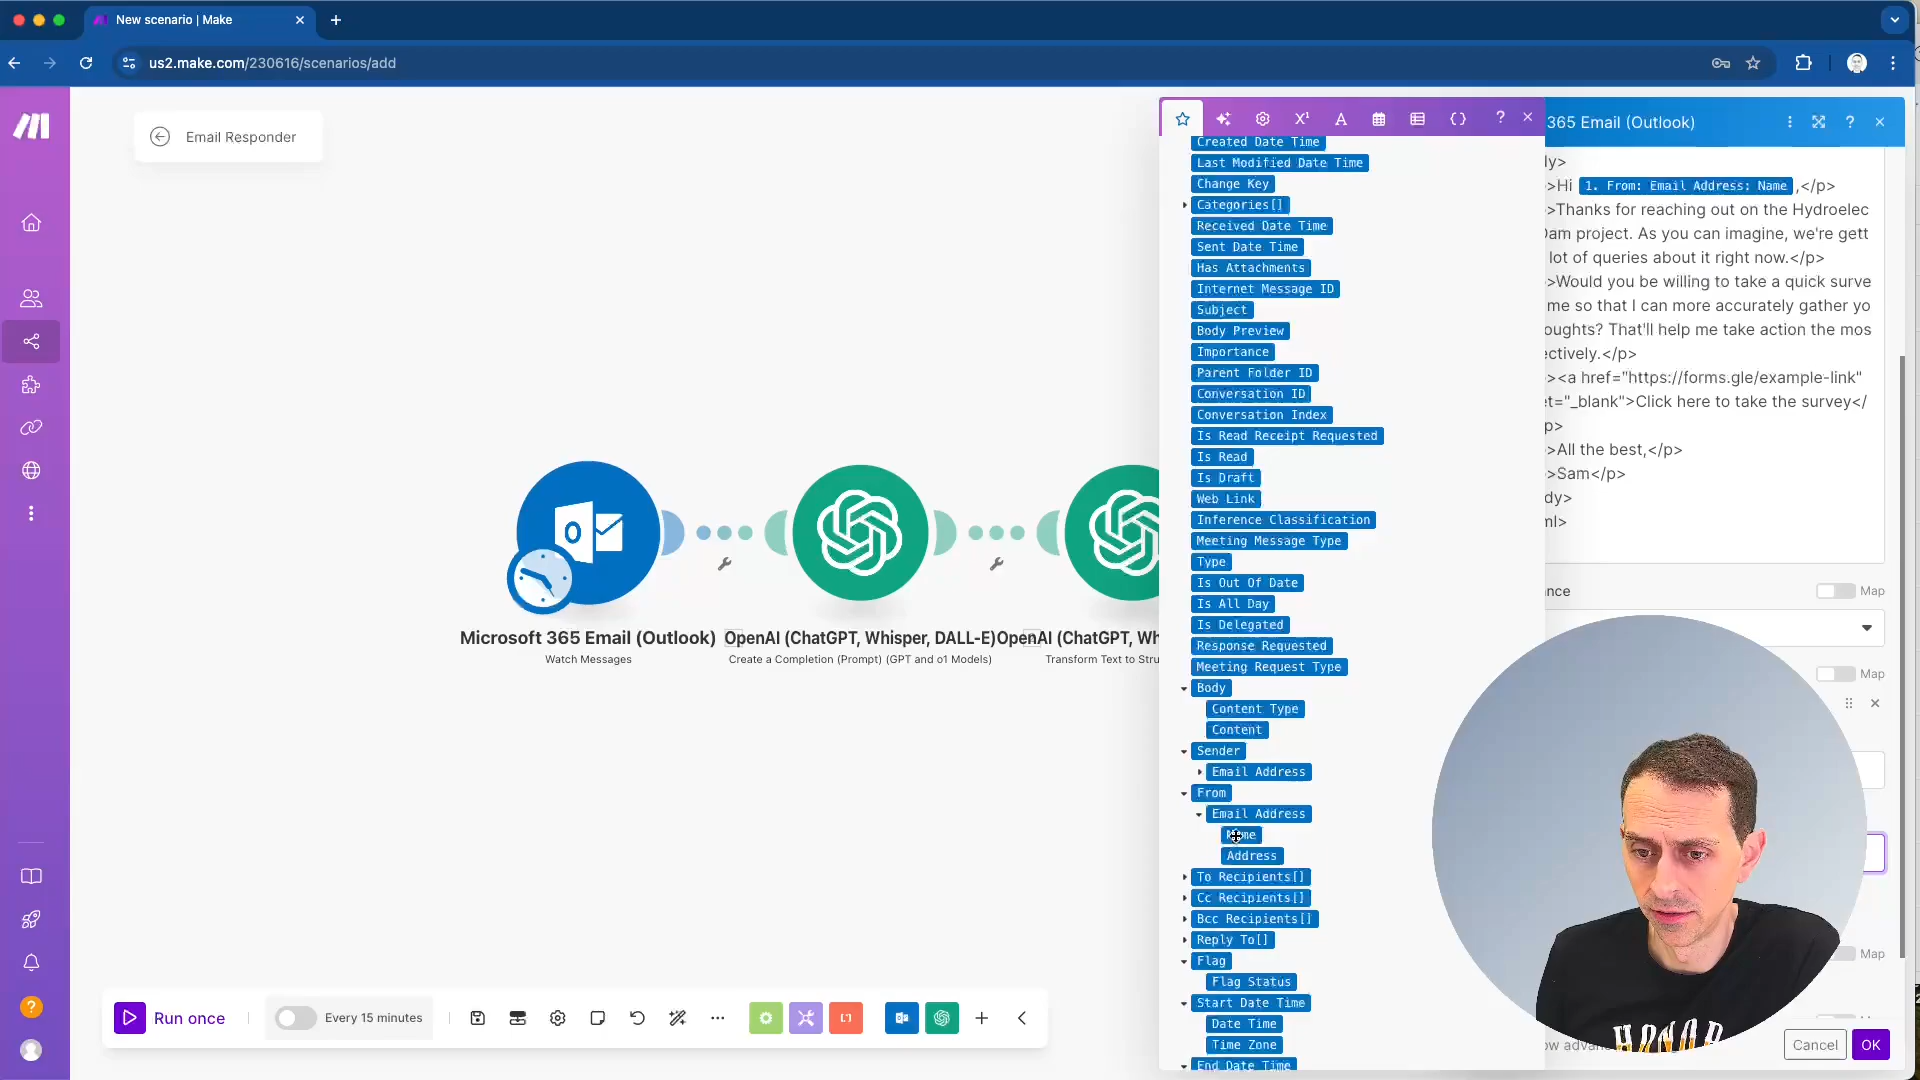 New scenario | Make
us2.make.com/230616/scenarios/add
Email Responder
365 Email (Outlook)
Created Date Time
Last Modified Date Time
Change Key
Categories[]
Received Date Time
Sent Date Time
Has Attachments
Internet Message ID
Subject
Body Preview
Importance
Parent Folder ID
Conversation ID
Conversation Index
Is Read Receipt Requested
Is Read
Is Draft
Web Link
Inference Classification
Meeting Message Type
Type
Is Out Of Date
Is All Day
Is Delegated
Response Requested
Meeting Request Type
Body
Content Type
Content
Sender
Email Address
From
Email Address
Name
Address
To Recipients[]
Cc Recipients[]
Bcc Recipients[]
Reply To[]
Flag
Flag Status
Start Date Time
Date Time
Time Zone
End Date Time
dy>
>Hi 1. From: Email Address: Name ,</p>
>Thanks for reaching out on the Hydroelec
Dam project. As you can imagine, we're gett
lot of queries about it right now.</p>
>Would you be willing to take a quick surve
me so that I can more accurately gather yo
oughts? That'll help me take action the mos
ectively.</p>
><a href="https://forms.gle/example-link"
et="_blank">Click here to take the survey</
p>
>All the best,</p>
>Sam</p>
dy>
ml>
nce
Map
Map
Map
Cancel
OK
Microsoft 365 Email (Outlook)
Watch Messages
OpenAI (ChatGPT, Whisper, DALL-E)
Create a Completion (Prompt) (GPT and o1 Models)
OpenAI (ChatGPT, Wh
Transform Text to Stru
Run once
Every 15 minutes